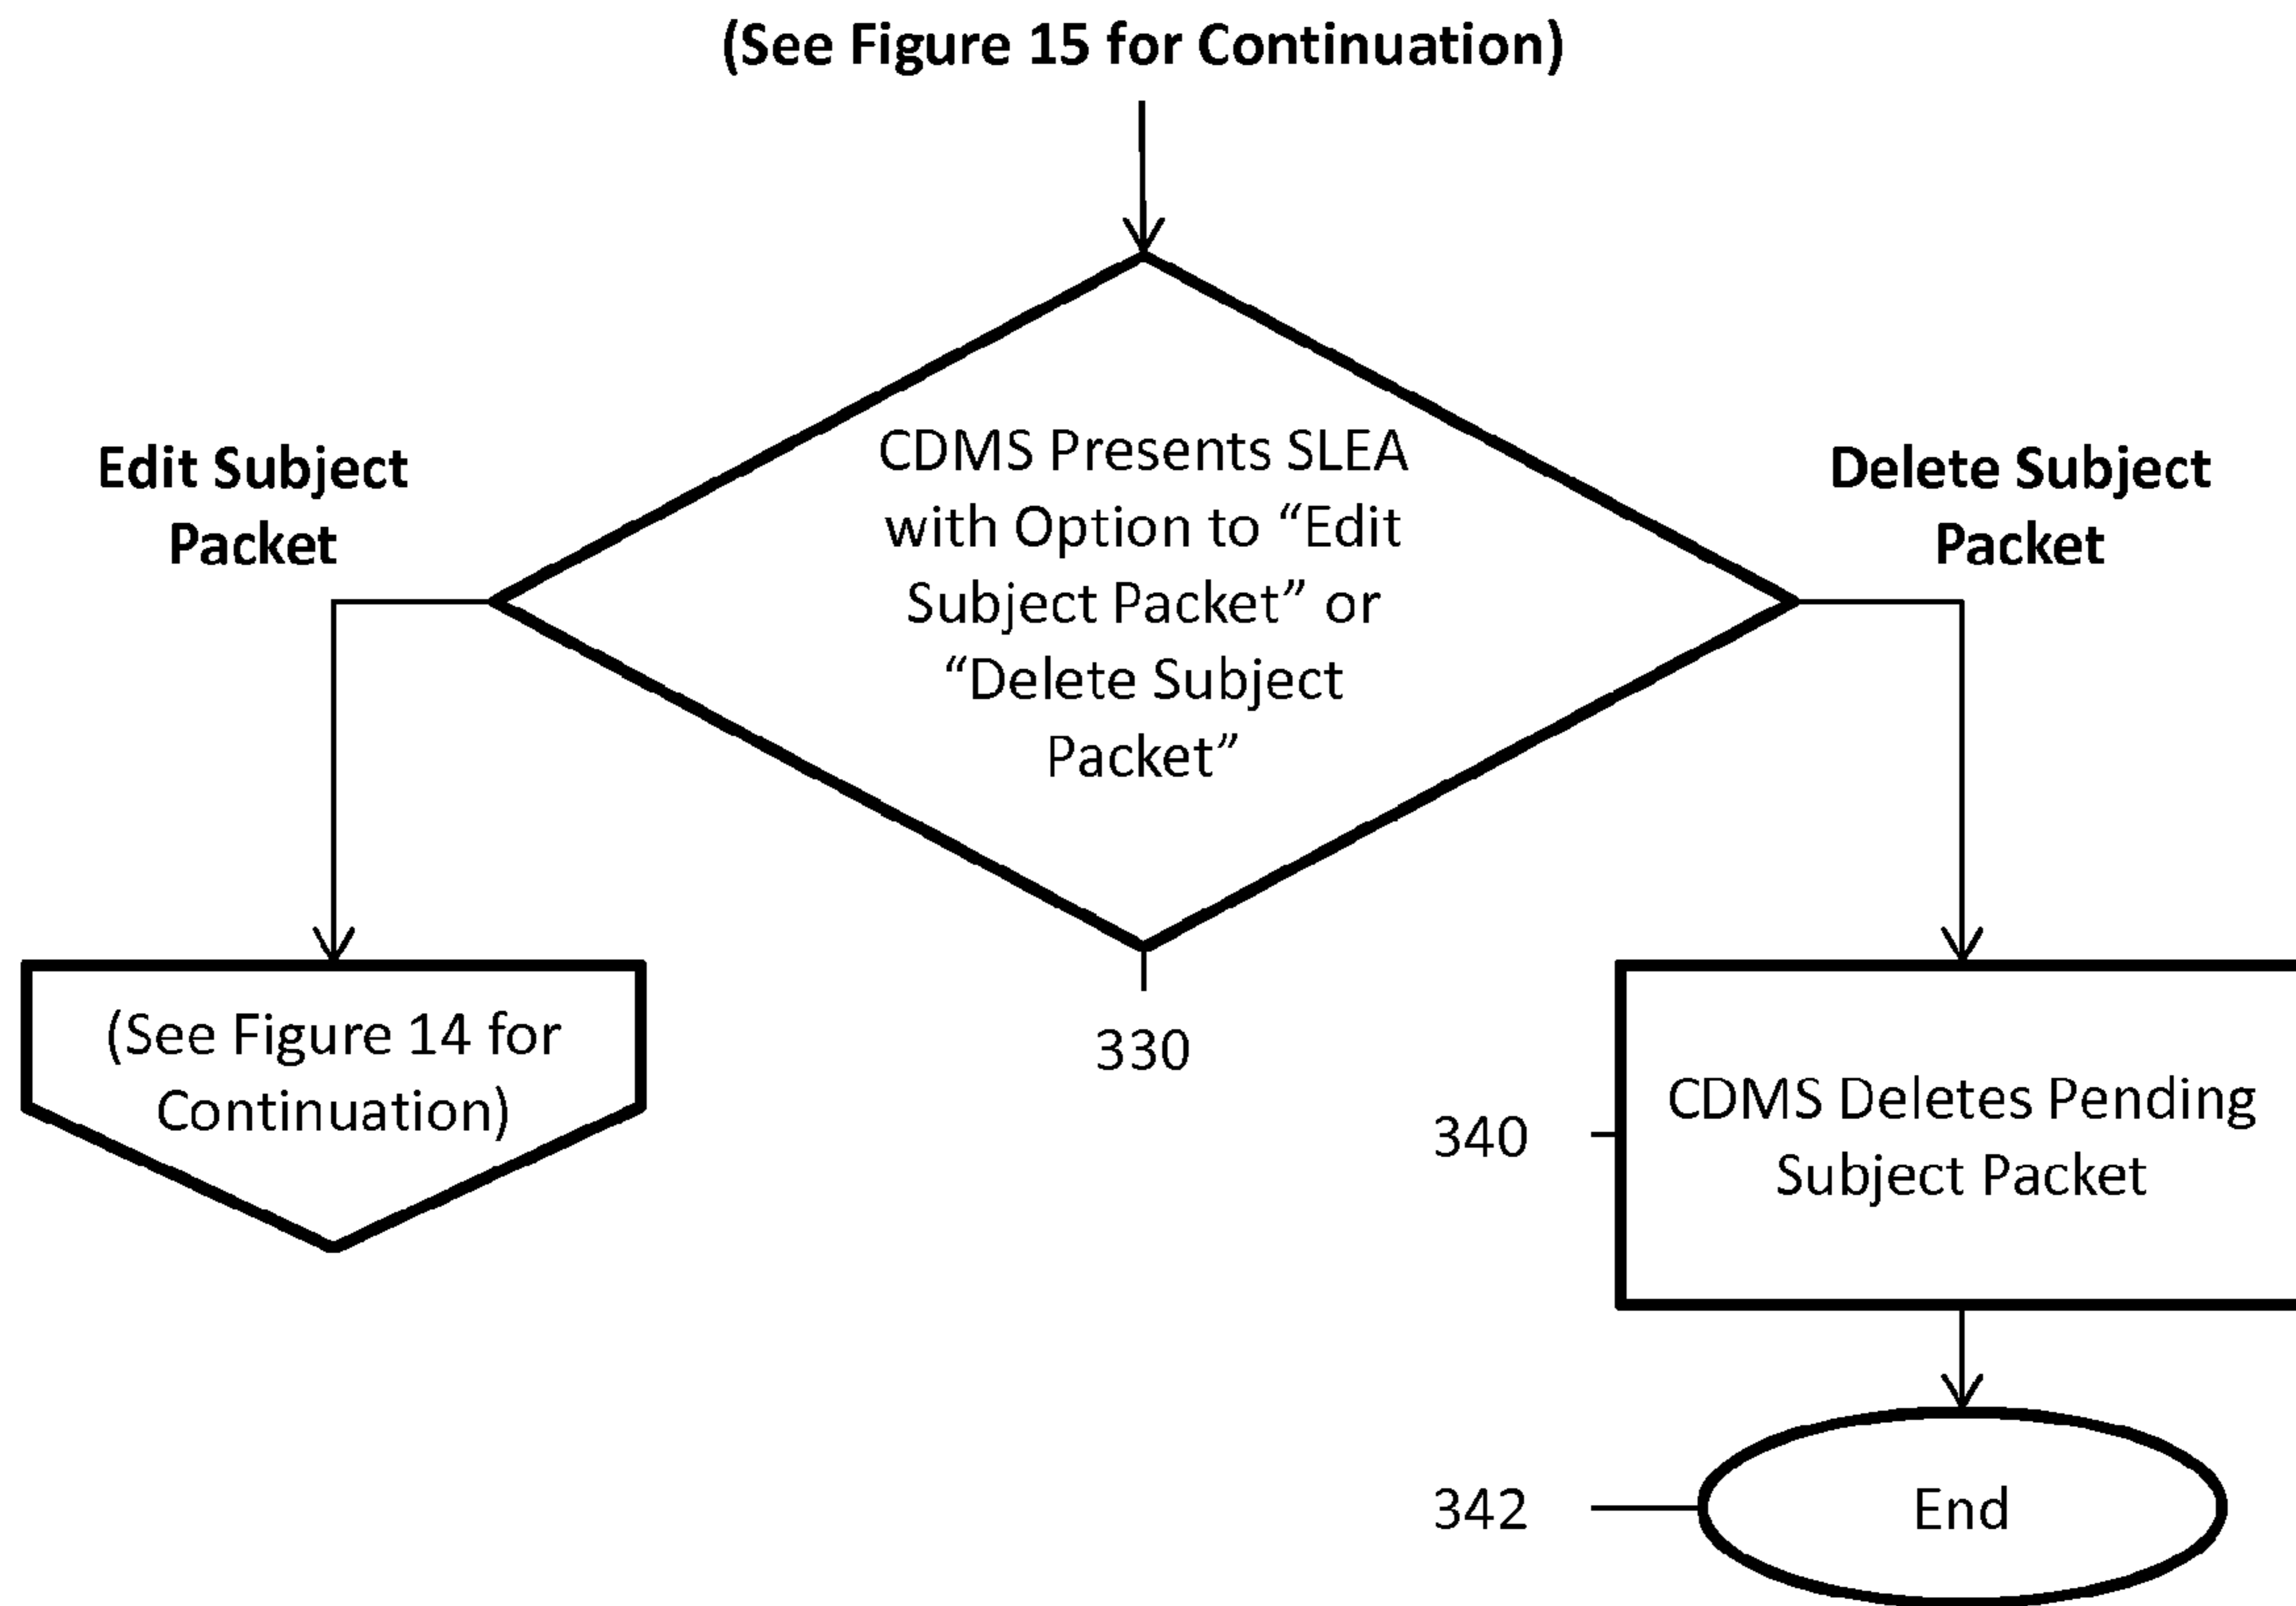 (See Figure 15 for Continuation)
Edit Subject
Packet
CDMS Presents SLEA
with Option to “Edit
Subject Packet” or
“Delete Subject
Packet”
Delete Subject
Packet
(See Figure 14 for
Continuation)
330
340
CDMS Deletes Pending
Subject Packet
342
End